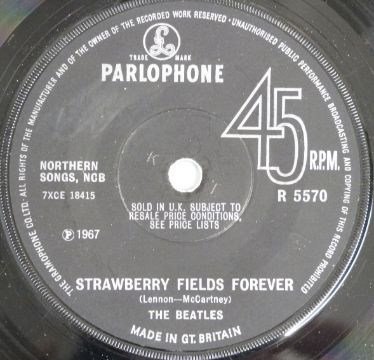 ALL RIGHTS OF THE MANUFACTURER AND OF THE OWNER OF THE RECORDED WORK RESERVED · UNAUTHORISED PUBLIC PERFORMANCE BROADCASTING AND COPYING OF THIS RECORD PROHIBITED
THE GRAMOPHONE CO. LTD.
£
TRADE MARK
PARLOPHONE
45 R.P.M.
NORTHERN
SONGS, NCB
7XCE 18415
R 5570
SOLD IN U.K. SUBJECT TO
RESALE PRICE CONDITIONS,
SEE PRICE LISTS
℗ 1967
STRAWBERRY FIELDS FOREVER
(Lennon—McCartney)
THE BEATLES
MADE IN GT. BRITAIN